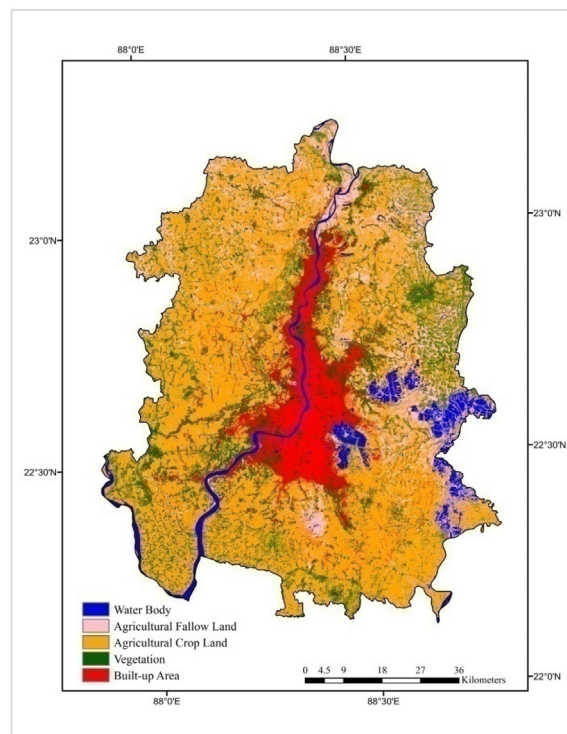 88°0'E 88°30'E
23°0'N 23°0'N
22°30'N 22°30'N
Water Body
Agricultural Fallow Land
Agricultural Crop Land
Vegetation
Built-up Area
0 4.5 9 18 27 36
Kilometers
22°0'N
88°0'E 88°30'E